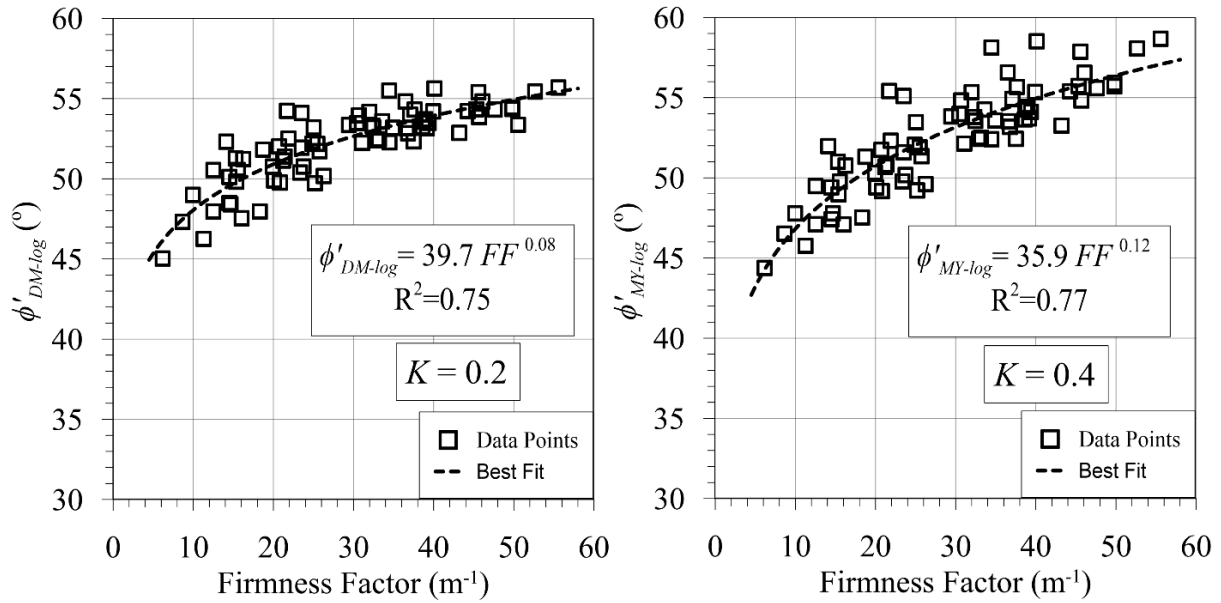 60
55
50
45
40
35
30
ϕ'DM-log (º)
ϕ'DM-log = 39.7 FF 0.08
R2=0.75
K = 0.2
Data Points
Best Fit
0 10 20 30 40 50 60
Firmness Factor (m-1)
60
55
50
45
40
35
30
ϕ'MY-log (º)
ϕ'MY-log = 35.9 FF 0.12
R2=0.77
K = 0.4
Data Points
Best Fit
0 10 20 30 40 50 60
Firmness Factor (m-1)